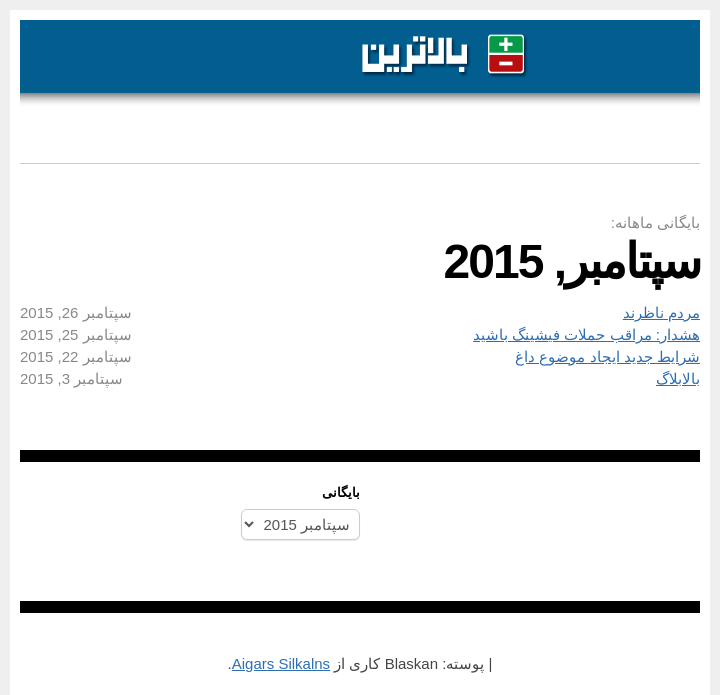 بالاترین
بایگانی ماهانه:
سپتامبر, 2015
مردم ناظرند سپتامبر 26, 2015
هشدار: مراقب حملات فیشینگ باشید سپتامبر 25, 2015
شرایط جدید ایجاد موضوع داغ سپتامبر 22, 2015
بالابلاگ سپتامبر 3, 2015
بایگانی
سپتامبر 2015
| پوسته: Blaskan کاری از Aigars Silkalns.